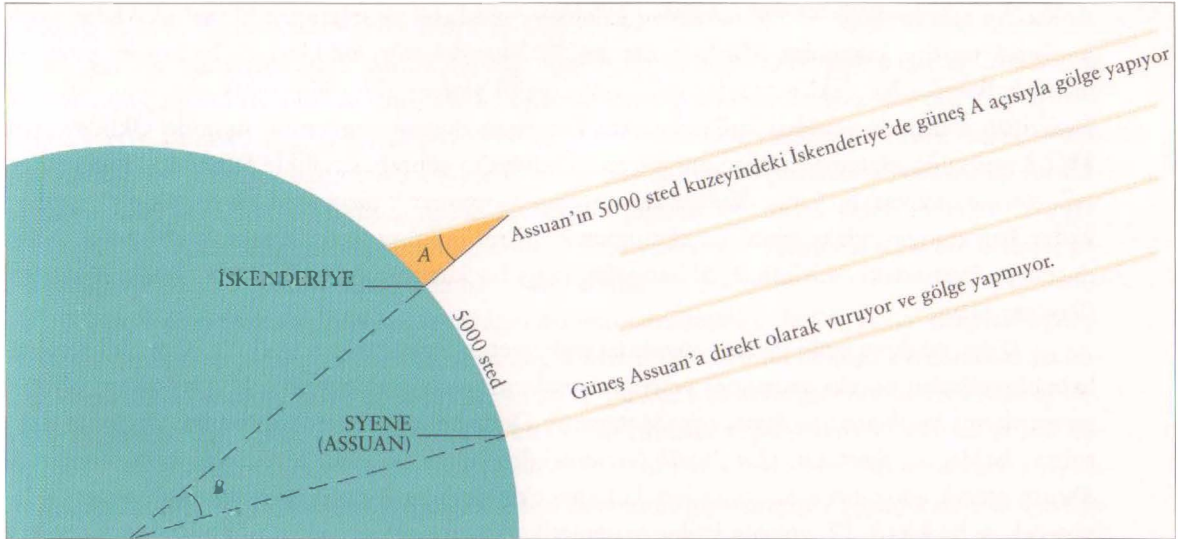 Assuan'ın 5000 sted kuzeyindeki İskenderiye'de güneş A açısıyla gölge yapıyor
A
İSKENDERİYE
5000 sted
Güneş Assuan'a direkt olarak vuruyor ve gölge yapmıyor.
SYENE
(ASSUAN)
B